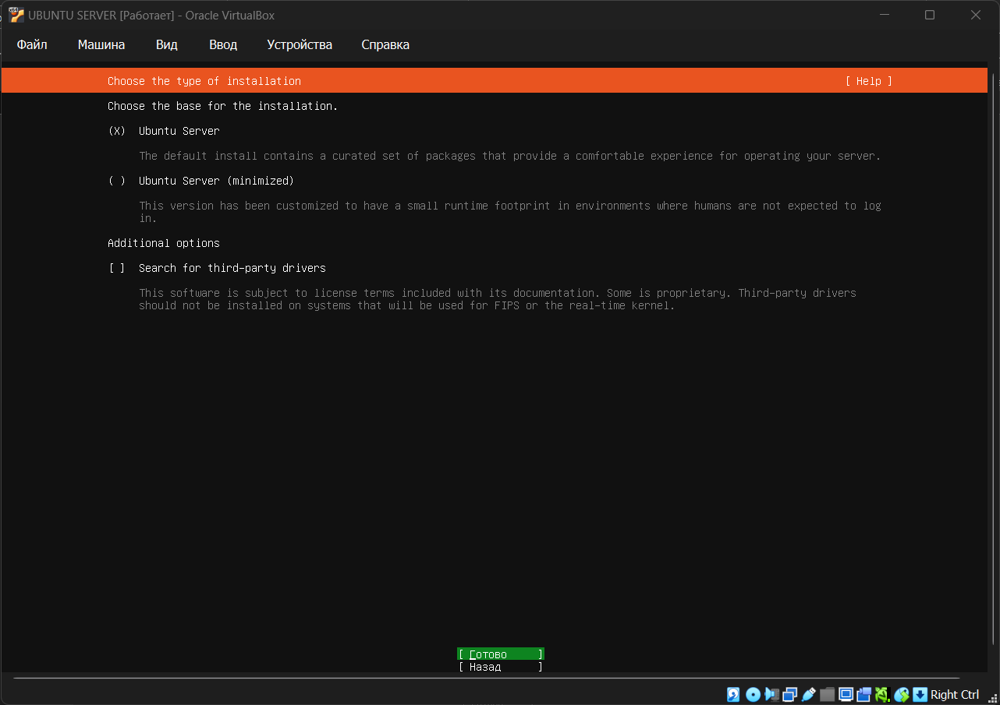 UBUNTU SERVER [Работает] - Oracle VirtualBox
Файл Машина Вид Ввод Устройства Справка
Choose the type of installation [ Help ]
Choose the base for the installation.
(X) Ubuntu Server
The default install contains a curated set of packages that provide a comfortable experience for operating your server.
( ) Ubuntu Server (minimized)
This version has been customized to have a small runtime footprint in environments where humans are not expected to log
in.
Additional options
[ ] Search for third-party drivers
This software is subject to license terms included with its documentation. Some is proprietary. Third-party drivers
should not be installed on systems that will be used for FIPS or the real-time kernel.
[ Готово ]
[ Назад ]
Right Ctrl